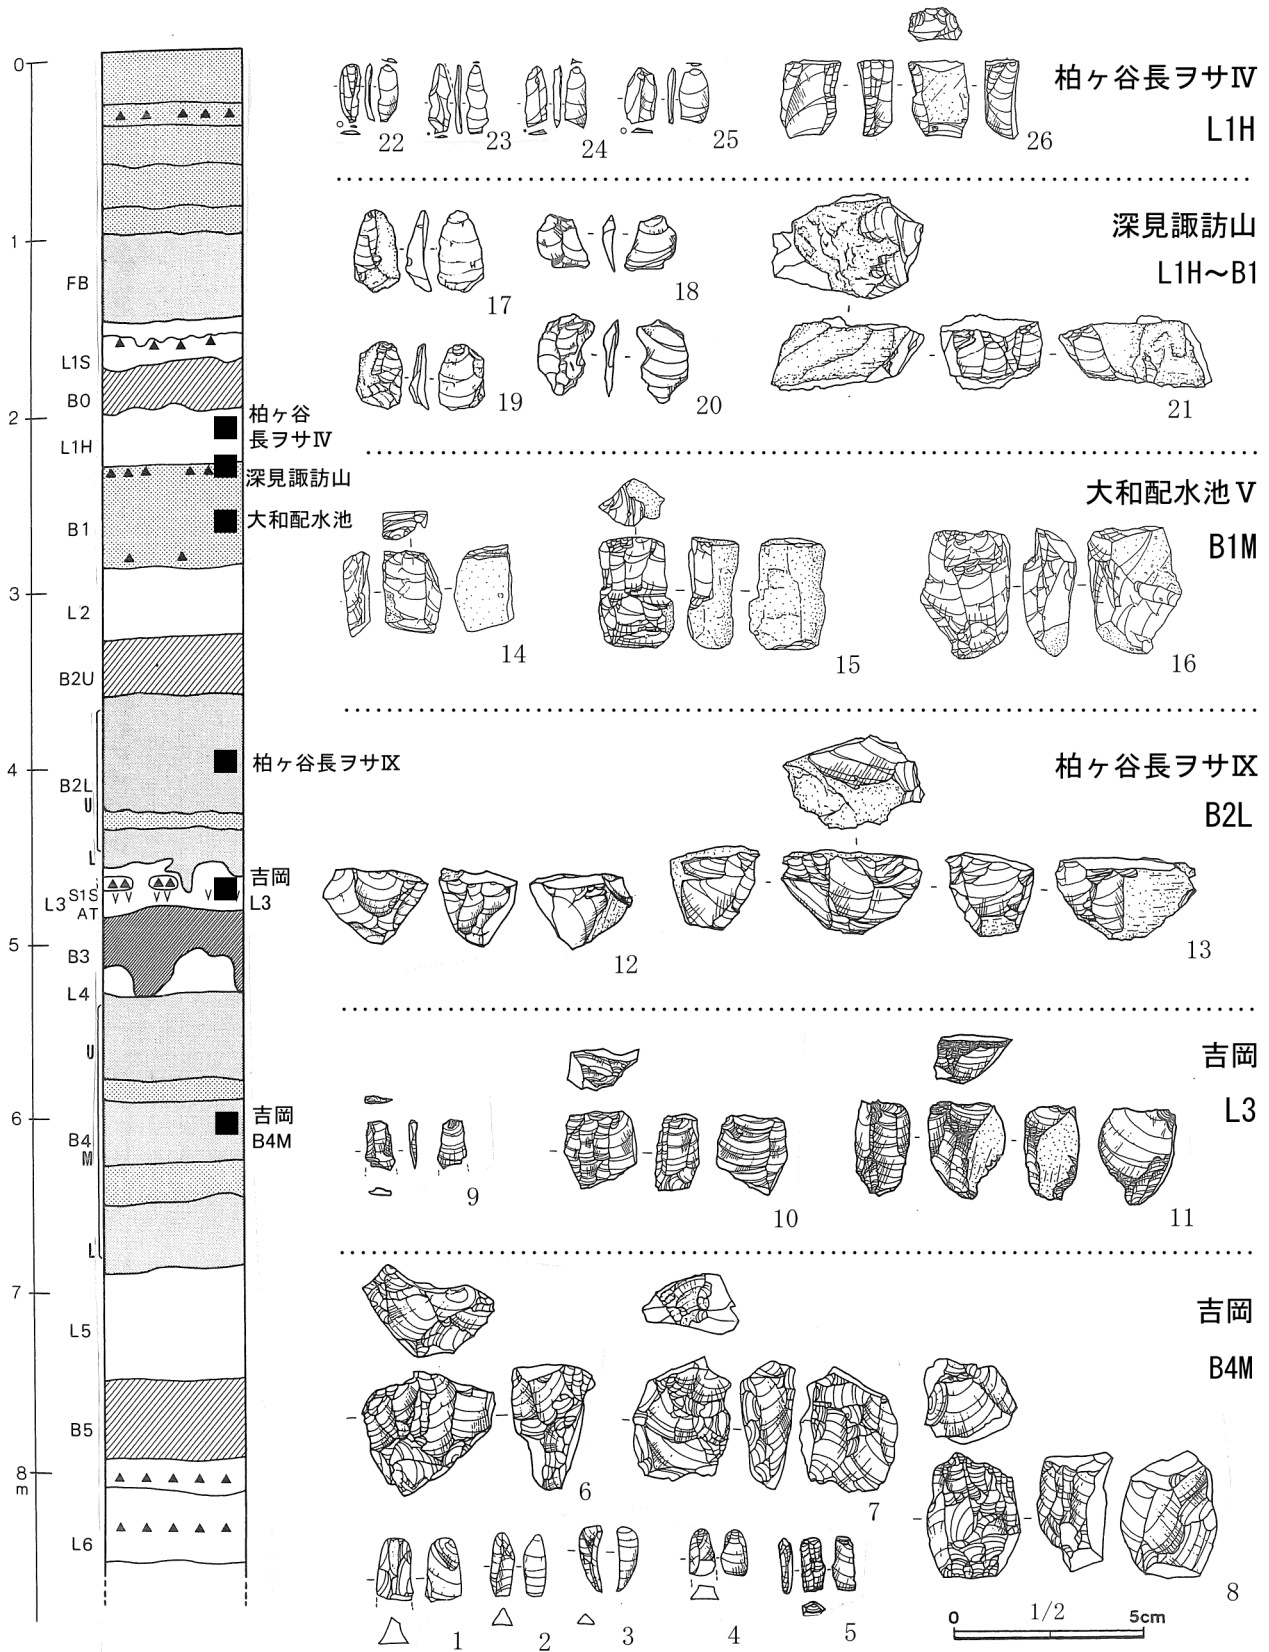 0
1
2
3
4
5
6
7
8
m
FB
L1S
B0
L1H
B1
L2
B2U
B2L
U
L
S1S
L3
AT
B3
L4
U
B4
M
L
L5
B5
L6
柏ヶ谷
長ヲサⅣ
深見諏訪山
大和配水池
柏ヶ谷長ヲサⅨ
吉岡
L3
吉岡
B4M
22
23
24
25
26
柏ヶ谷長ヲサⅣ
L1H
17
18
19
20
21
深見諏訪山
L1H～B1
14
15
16
大和配水池Ⅴ
B1M
12
13
柏ヶ谷長ヲサⅨ
B2L
9
10
11
吉岡
L3
6
7
8
1
2
3
4
5
吉岡
B4M
0 1/2 5cm